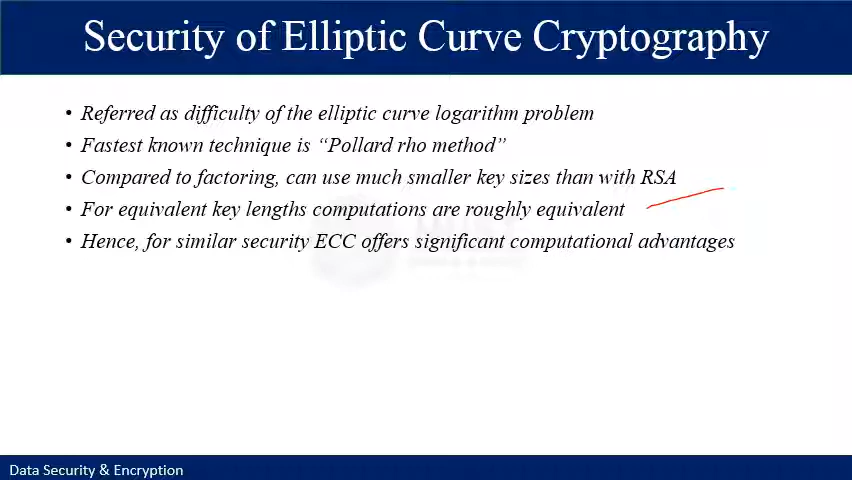 Security of Elliptic Curve Cryptography
• Referred as difficulty of the elliptic curve logarithm problem
• Fastest known technique is “Pollard rho method”
• Compared to factoring, can use much smaller key sizes than with RSA
• For equivalent key lengths computations are roughly equivalent
• Hence, for similar security ECC offers significant computational advantages
Data Security & Encryption